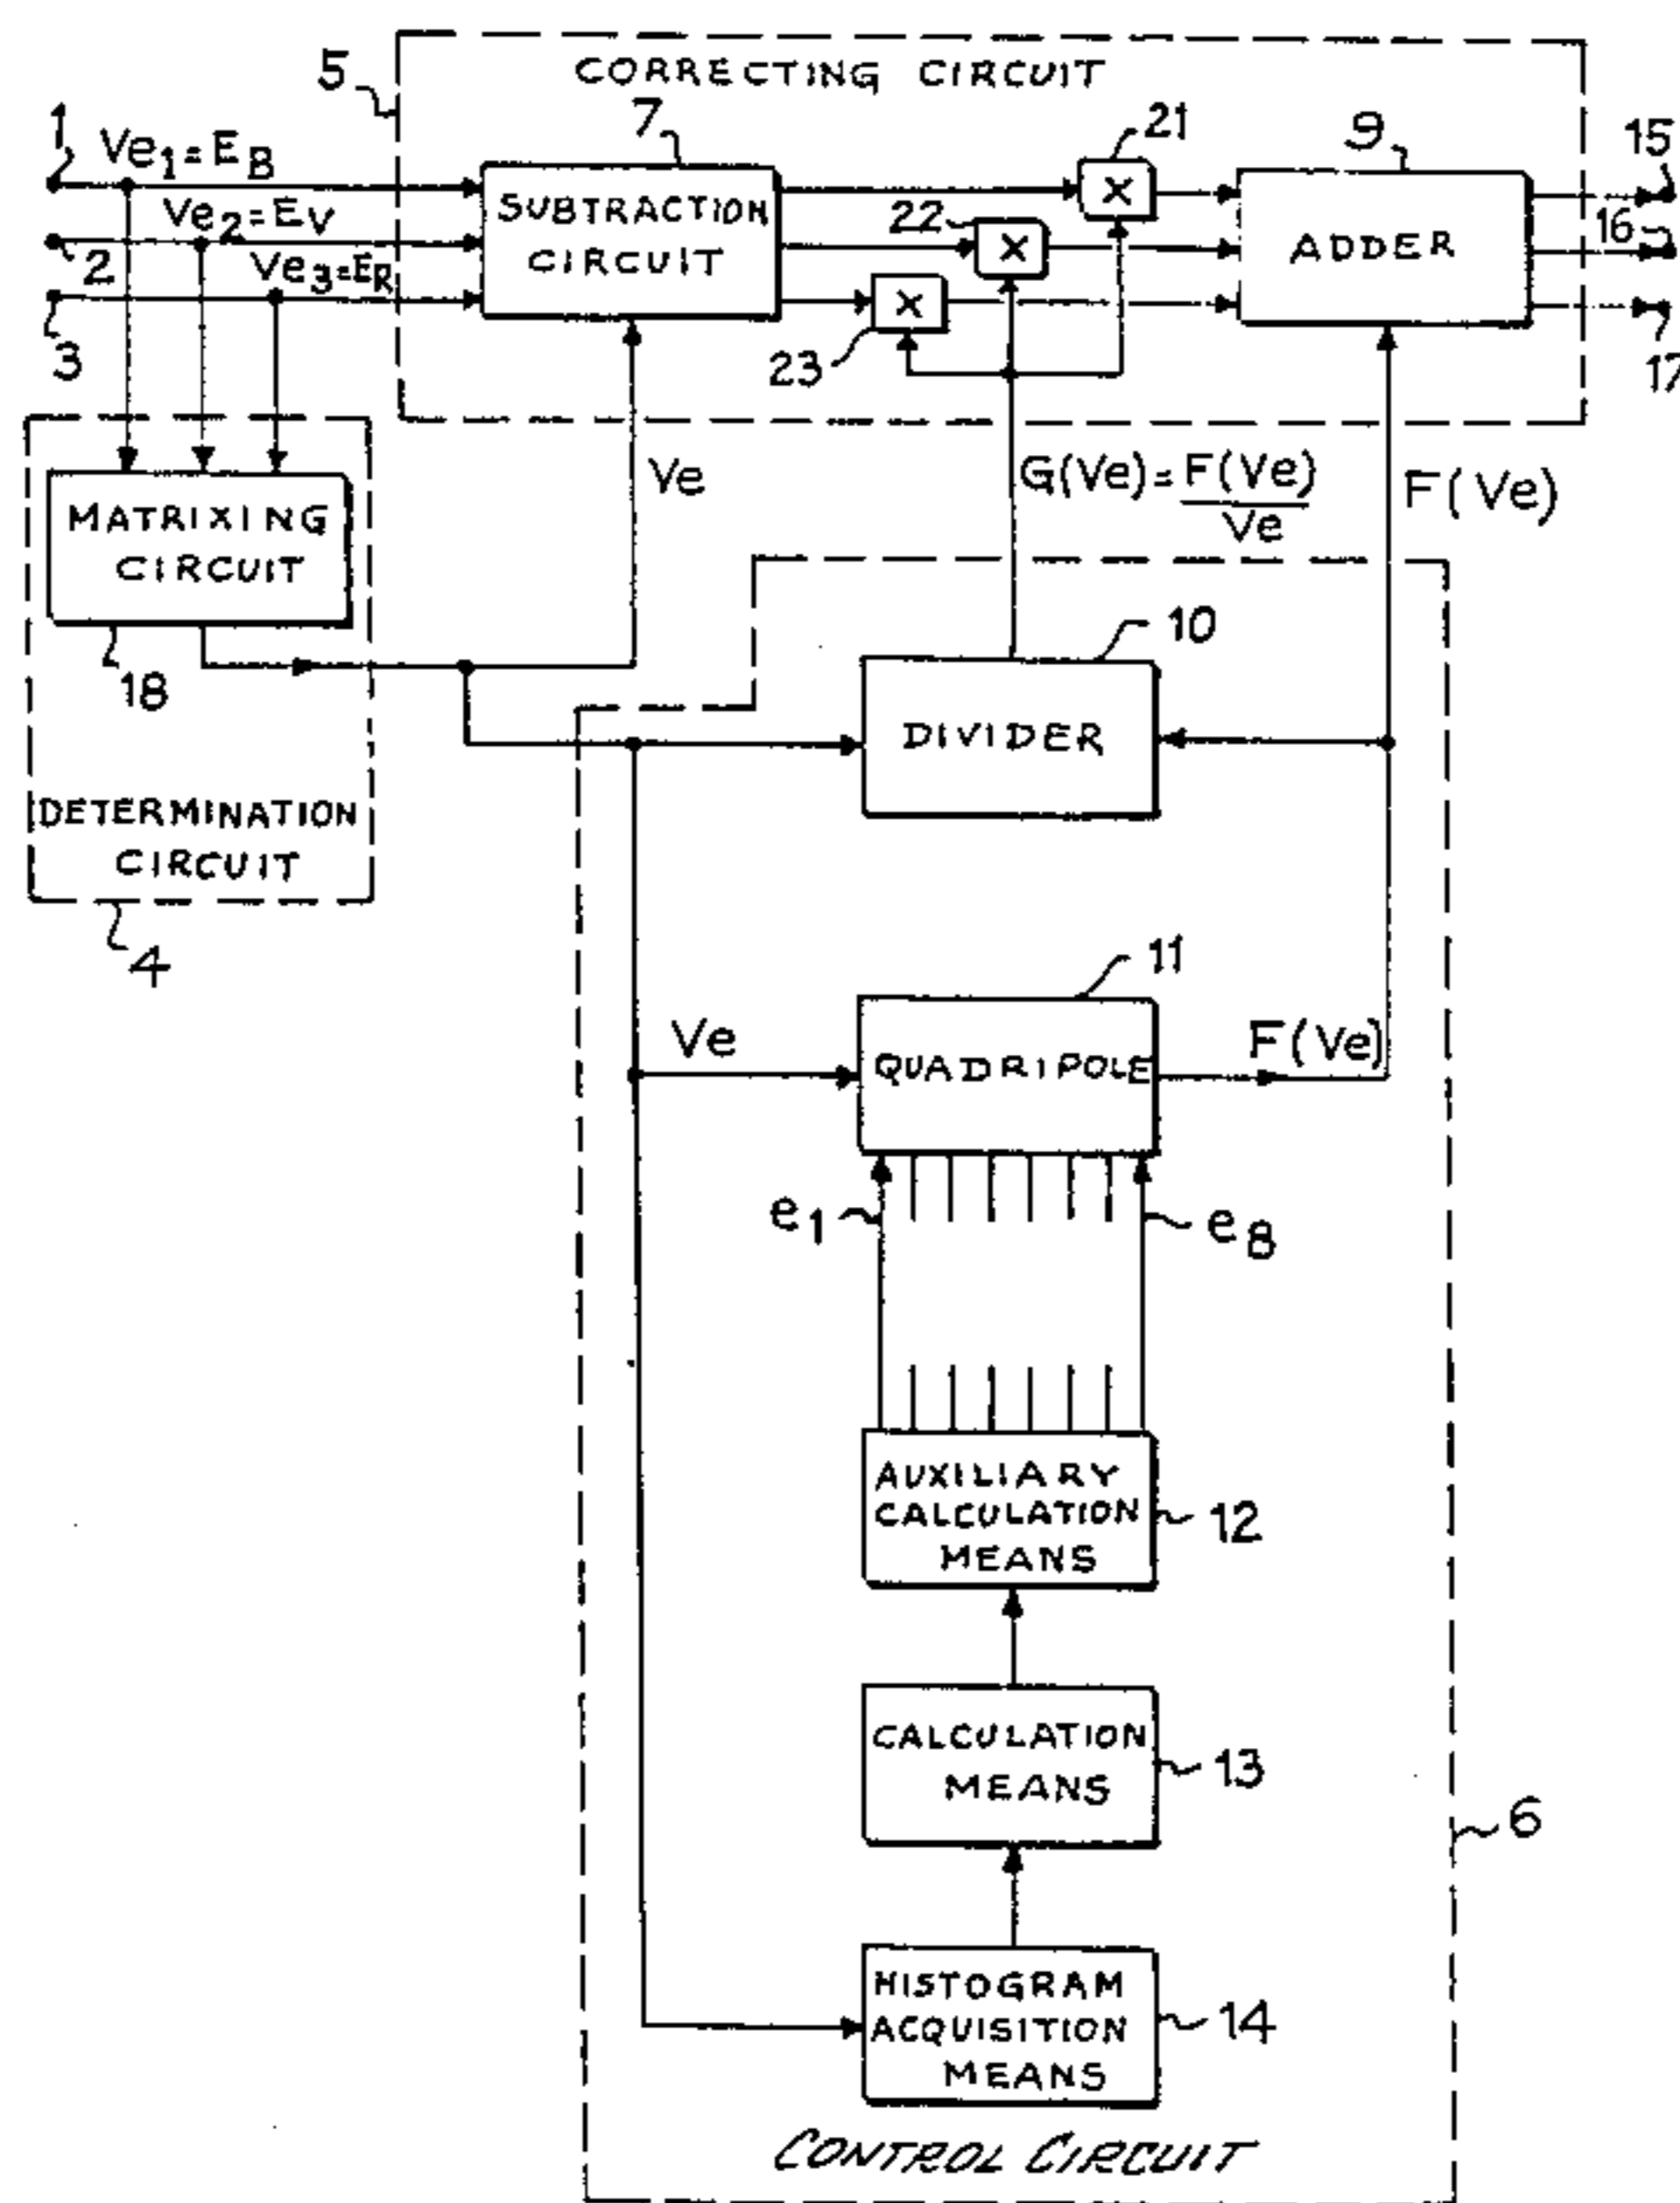 5
CORRECTING CIRCUIT
1
Ve1 = EB
7
21
9
15
SUBTRACTION
CIRCUIT
X
ADDER
Ve2 = EV
22
X
16
2
Ve3 = ER
X
3
23
17
Ve
G(Ve) = F(Ve)
Ve
F(Ve)
MATRIXING
CIRCUIT
18
10
DIVIDER
DETERMINATION
CIRCUIT
4
11
Ve
QUADRIPOLE
F(Ve)
e1
e8
AUXILIARY
CALCULATION
MEANS
12
CALCULATION
MEANS
13
6
HISTOGRAM
ACQUISITION
MEANS
14
CONTROL CIRCUIT